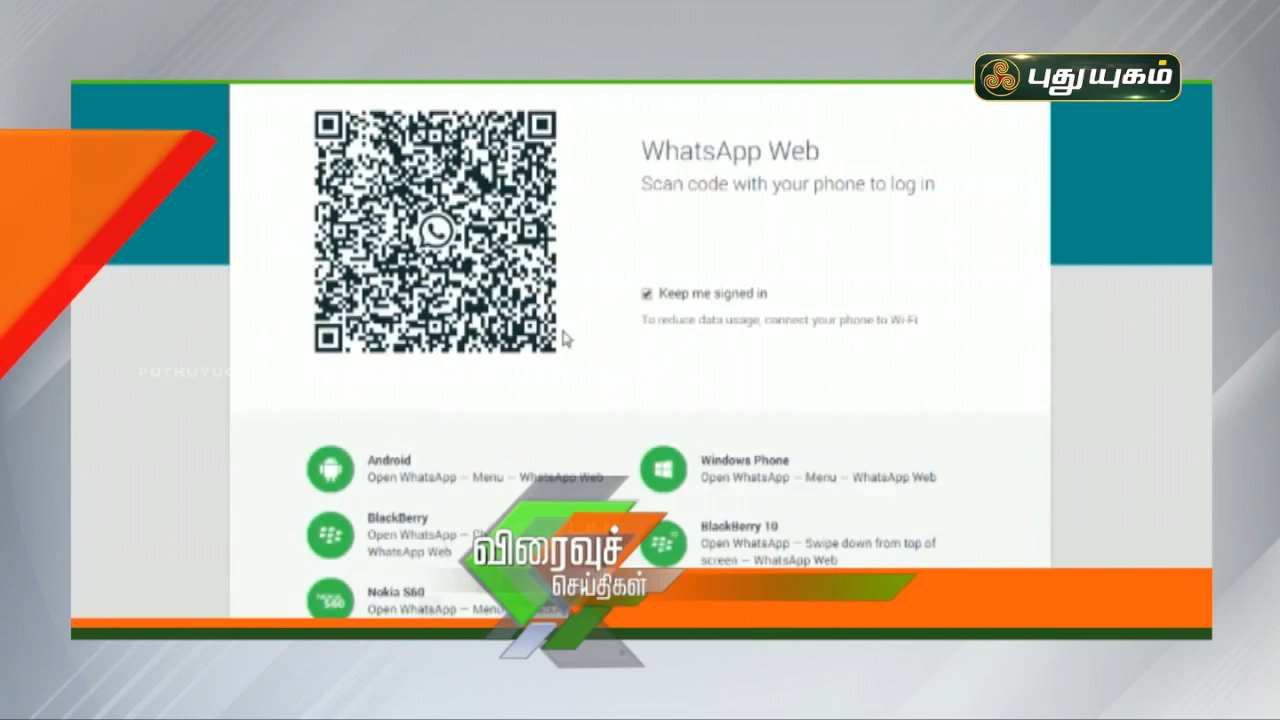 புதுயுகம்
WhatsApp Web
Scan code with your phone to log in
Keep me signed in
To reduce data usage, connect your phone to Wi-Fi
PUTHUYU
Android
Open WhatsApp – Menu – WhatsApp Web
Windows Phone
Open WhatsApp – Menu – WhatsApp Web
BlackBerry
Open WhatsApp –
WhatsApp Web
BlackBerry 10
Open WhatsApp – Swipe down from top of
screen – WhatsApp Web
Nokia S60
Open WhatsApp – Menu
விரைவுச்
செய்திகள்